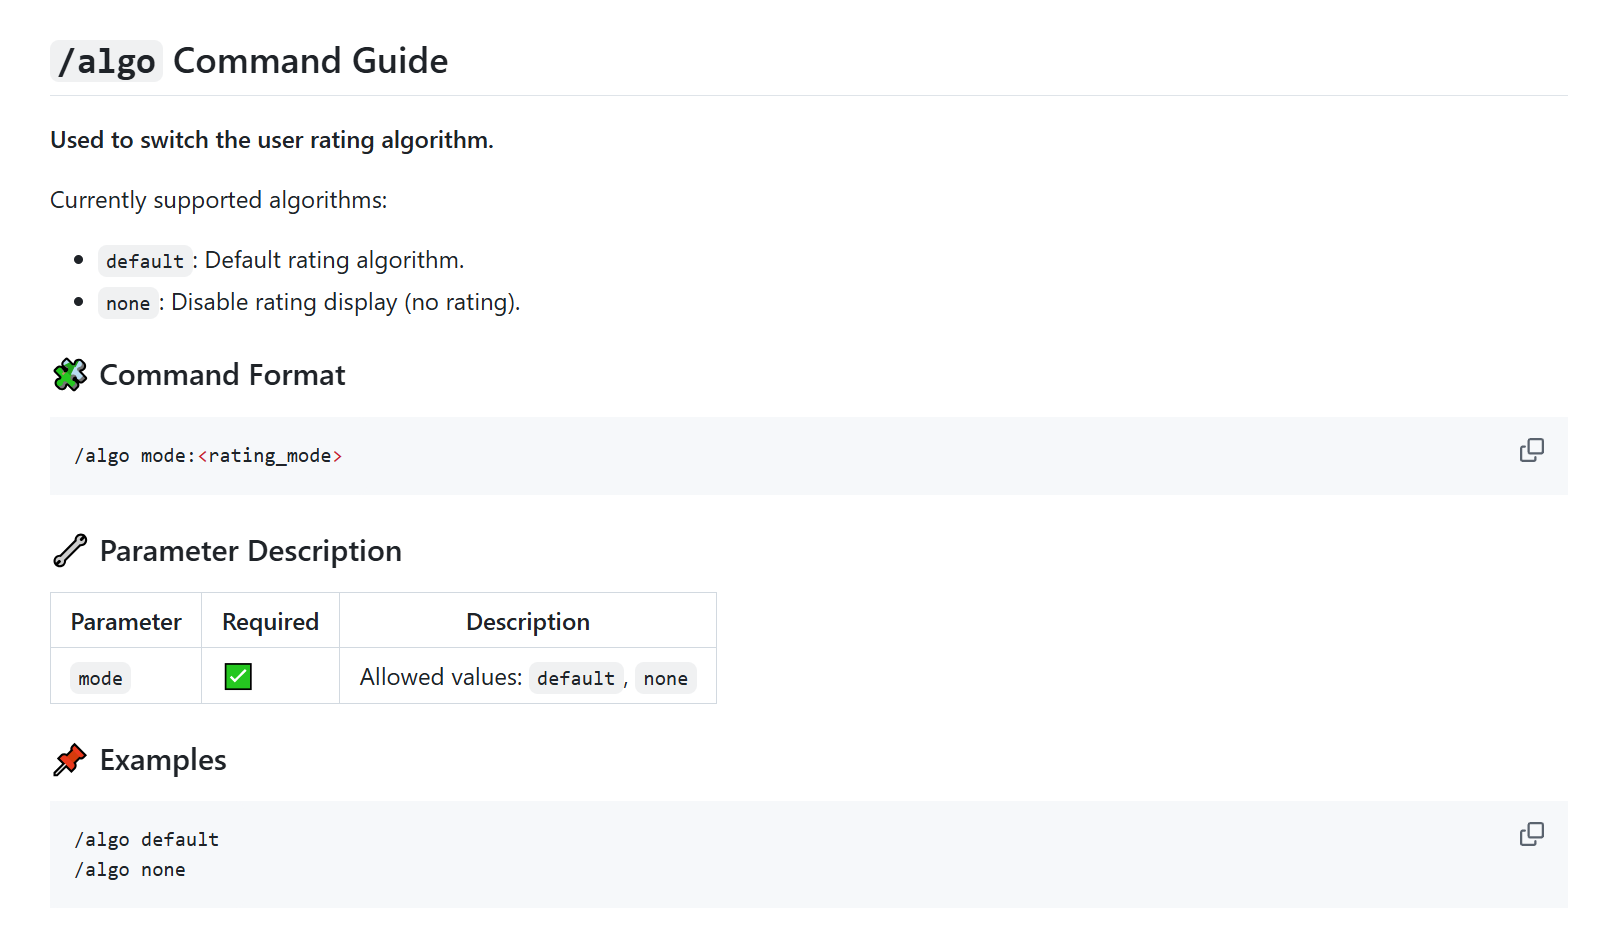 /algo Command Guide
Used to switch the user rating algorithm.
Currently supported algorithms:
default: Default rating algorithm.
none: Disable rating display (no rating).
Command Format
/algo mode:<rating_mode>
Parameter Description
Parameter Required Description
mode Allowed values: default, none
Examples
/algo default
/algo none